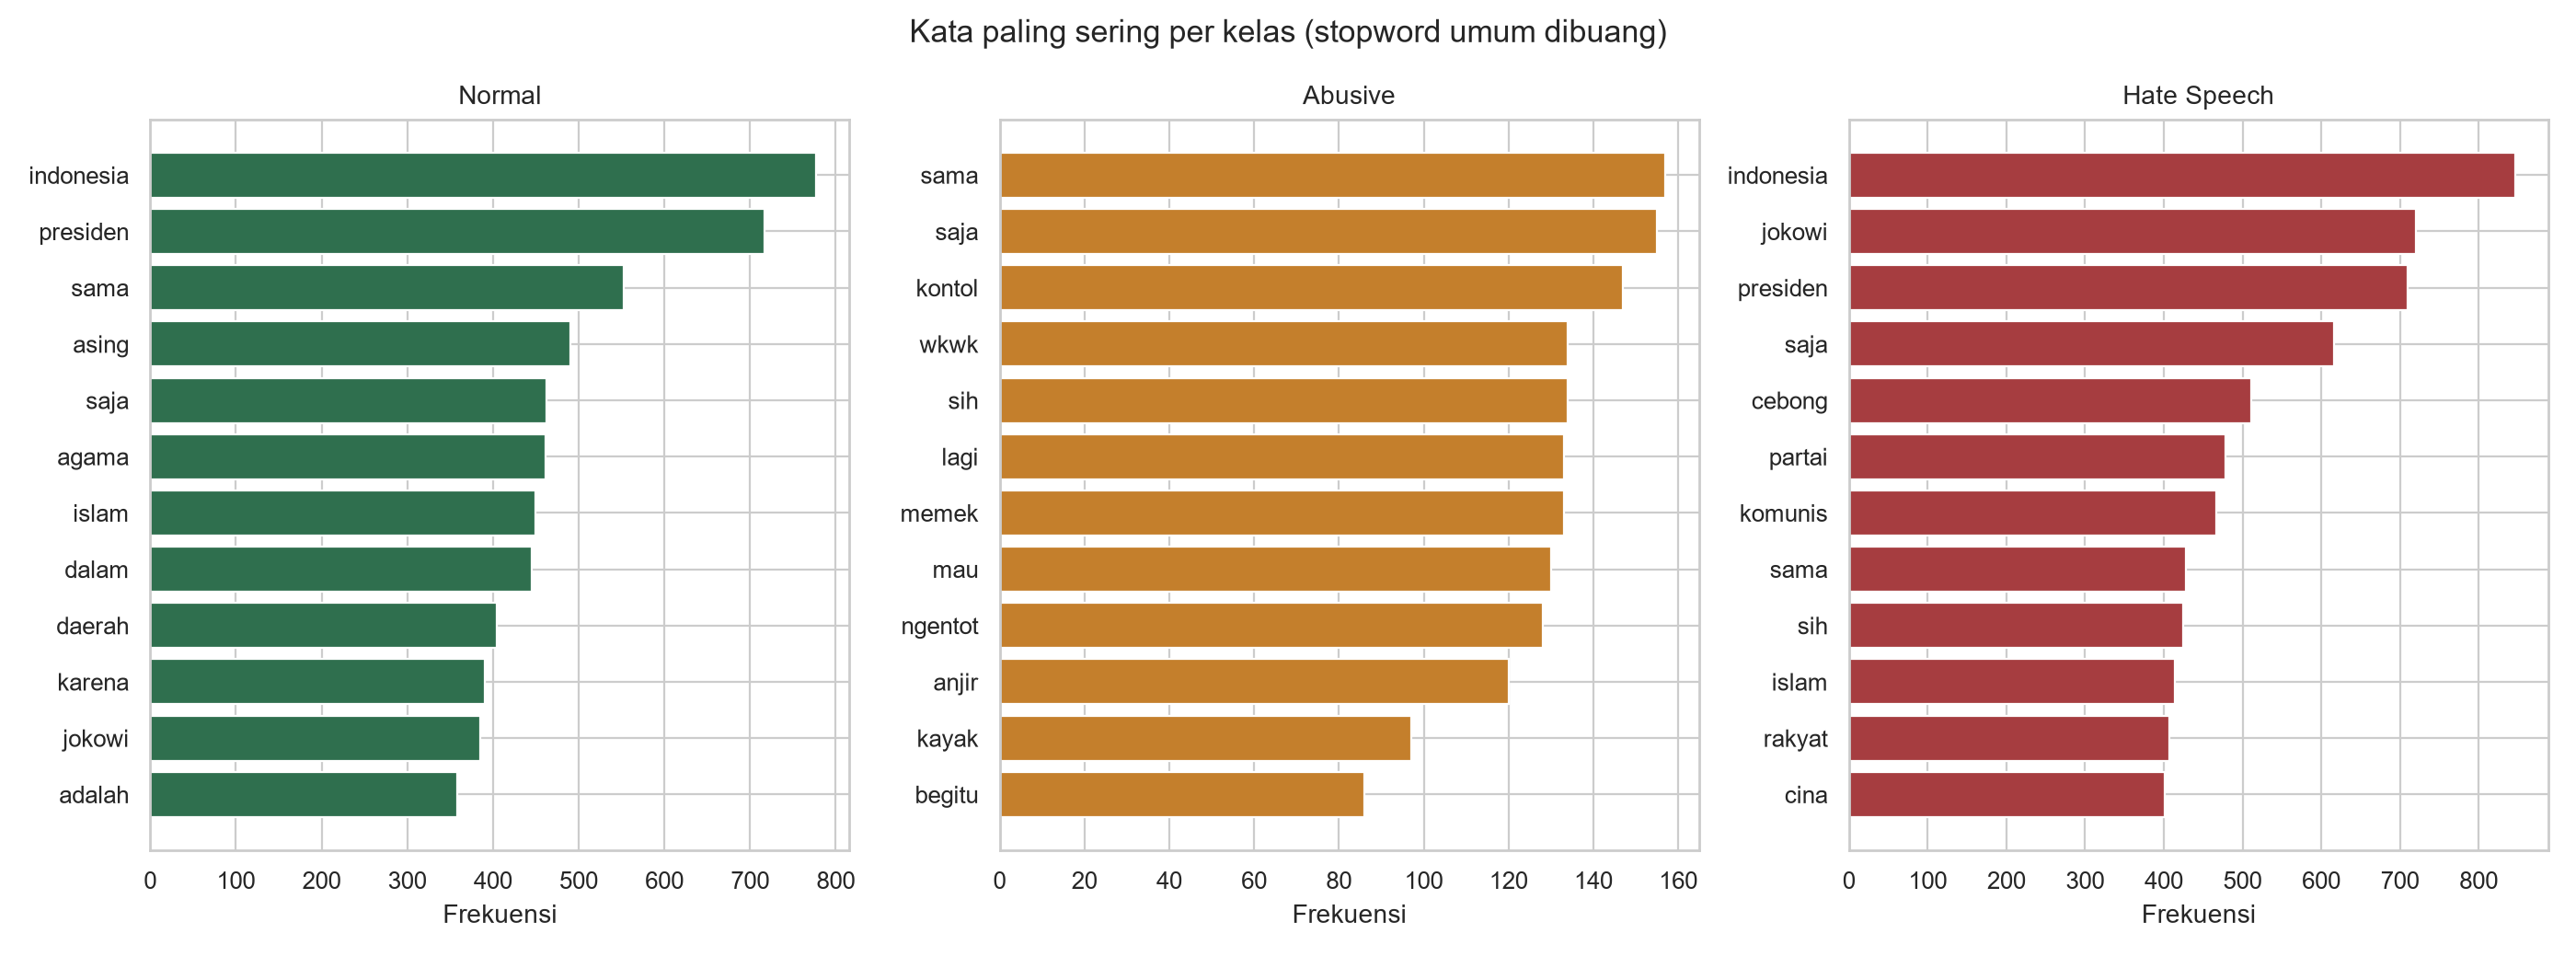 Kata paling sering per kelas (stopword umum dibuang)
Normal
indonesia
presiden
sama
asing
saja
agama
islam
dalam
daerah
karena
jokowi
adalah
0 100 200 300 400 500 600 700 800
Frekuensi
Abusive
sama
saja
kontol
wkwk
sih
lagi
memek
mau
ngentot
anjir
kayak
begitu
0 20 40 60 80 100 120 140 160
Frekuensi
Hate Speech
indonesia
jokowi
presiden
saja
cebong
partai
komunis
sama
sih
islam
rakyat
cina
0 100 200 300 400 500 600 700 800
Frekuensi